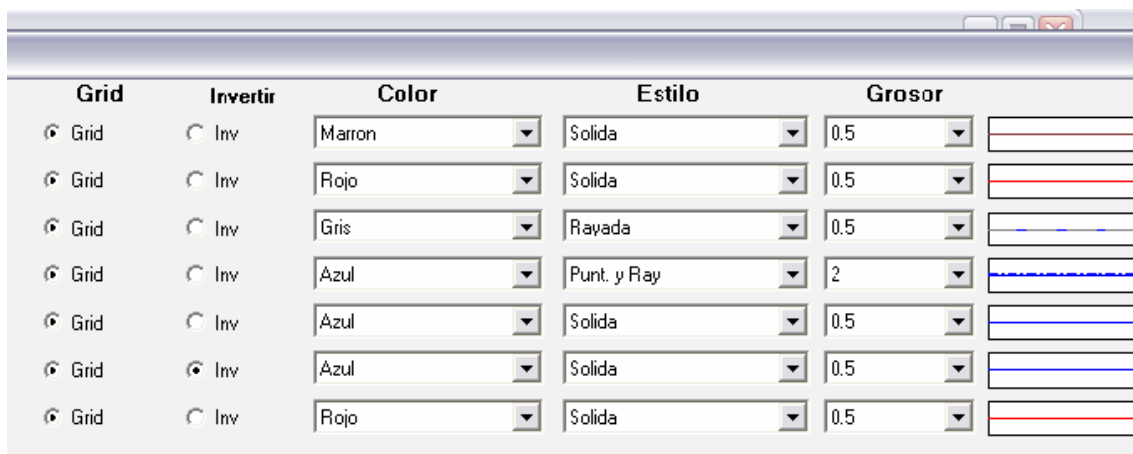 Grid Invertir Color Estilo Grosor
Grid Inv Marron Solida 0.5
Grid Inv Rojo Solida 0.5
Grid Inv Gris Rayada 0.5
Grid Inv Azul Punt. y Ray 2
Grid Inv Azul Solida 0.5
Grid Inv Azul Solida 0.5
Grid Inv Rojo Solida 0.5